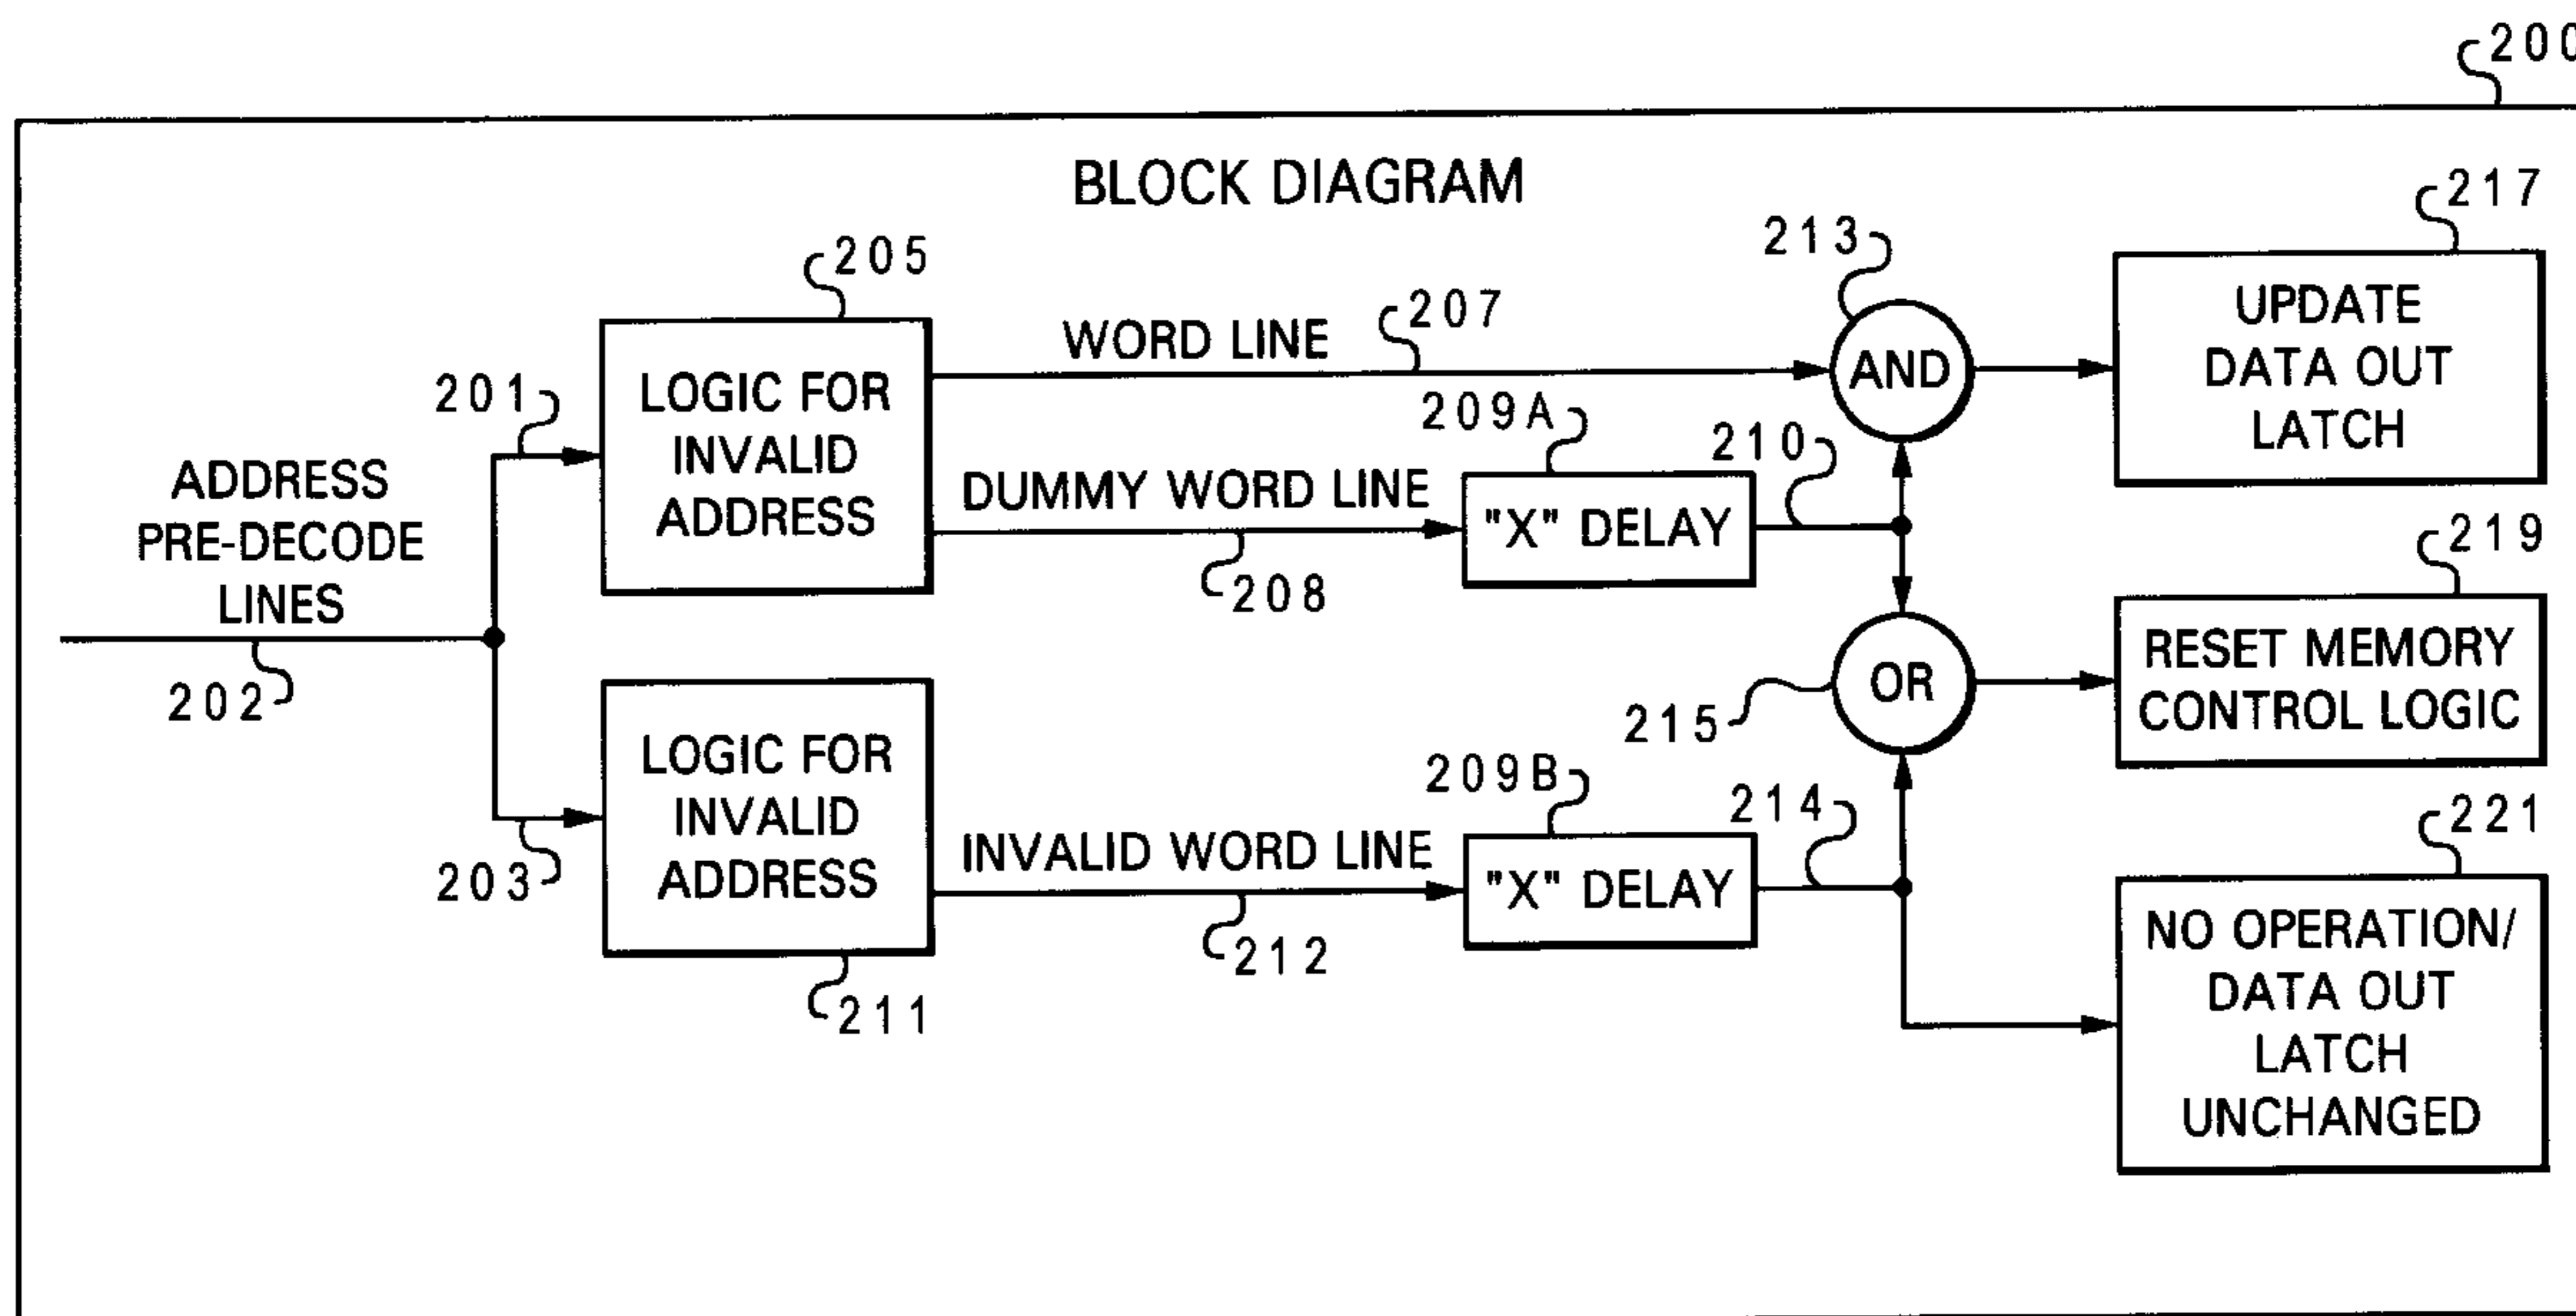 200
BLOCK DIAGRAM
217
213
205
UPDATE
DATA OUT
LATCH
207
WORD LINE
AND
201
LOGIC FOR
INVALID
ADDRESS
209A
210
ADDRESS
PRE-DECODE
LINES
DUMMY WORD LINE
"X" DELAY
219
208
RESET MEMORY
CONTROL LOGIC
OR
202
215
LOGIC FOR
INVALID
ADDRESS
209B
214
221
203
INVALID WORD LINE
"X" DELAY
NO OPERATION/
DATA OUT
LATCH
UNCHANGED
212
211